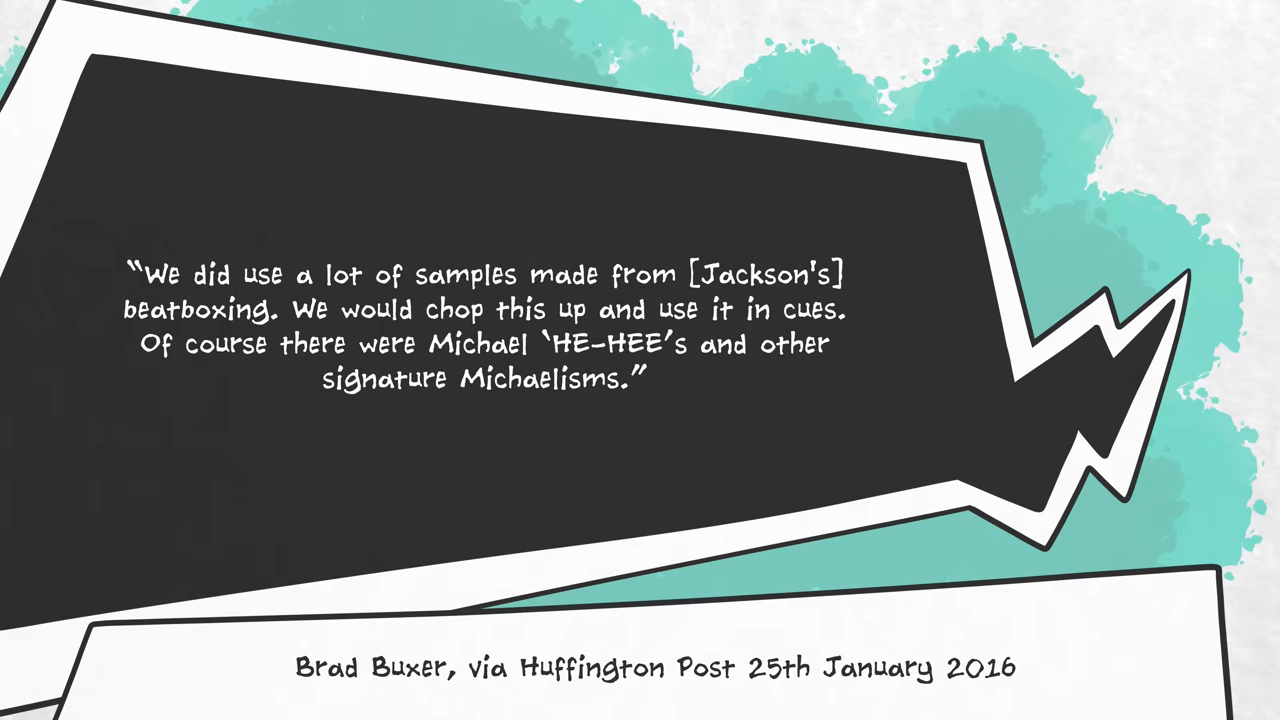 “We did use a lot of samples made from [Jackson's]
beatboxing. We would chop this up and use it in cues.
Of course there were Michael ‘HE-HEE’s and other
signature Michaelisms.”
Brad Buxer, via Huffington Post 25th January 2016